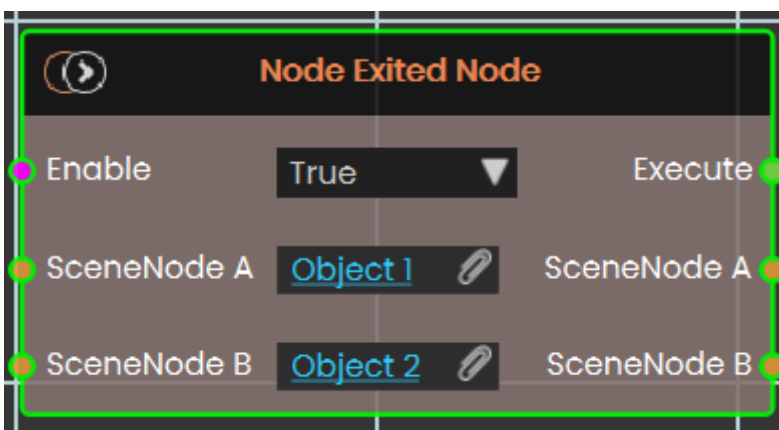 Node Exited Node
Enable True Execute
SceneNode A Object 1 SceneNode A
SceneNode B Object 2 SceneNode B